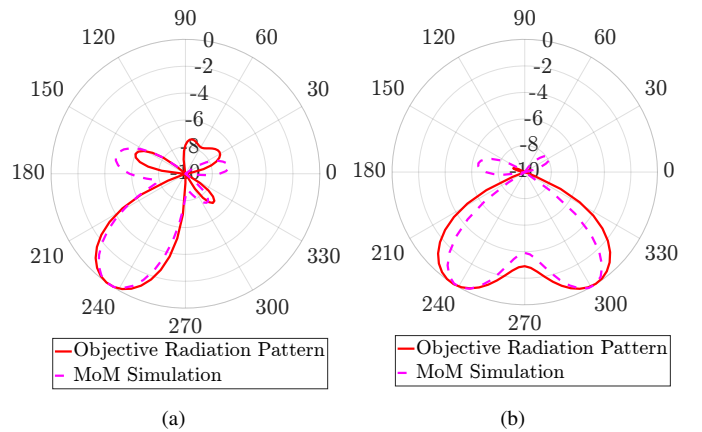 90
120 0 60
-2
150 -4 30
-6
-8
180 -10 0
210 330
240 300
270
Objective Radiation Pattern
MoM Simulation
(a)
90
120 0 60
-2
150 -4 30
-6
-8
180 -10 0
210 330
240 300
270
Objective Radiation Pattern
MoM Simulation
(b)